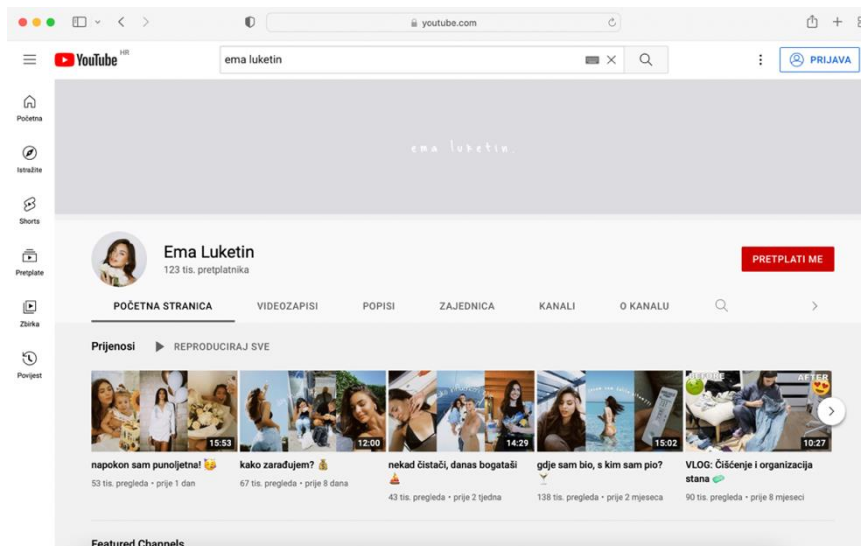 youtube.com
YouTube HR
ema luketin
PRIJAVA
Početna
Istražite
Shorts
Pretplate
Zbirka
Povijest
ema luketin.
Ema Luketin
123 tis. pretplatnika
PRETPLATI ME
POČETNA STRANICA VIDEOZAPISI POPISI ZAJEDNICA KANALI O KANALU
Prijenosi REPRODUCIRAJ SVE
15:53
12:00
14:29
15:02
BEFORE AFTER
10:27
napokon sam punoljetna! 🥳
53 tis. pregleda • prije 1 dan
kako zarađujem? 💰
67 tis. pregleda • prije 8 dana
nekad čistači, danas bogataši
⛵
43 tis. pregleda • prije 2 tjedna
gdje sam bio, s kim sam pio?
🍸
138 tis. pregleda • prije 2 mjeseca
VLOG: Čišćenje i organizacija
stana 🧼
90 tis. pregleda • prije 8 mjeseci
Featured Channels